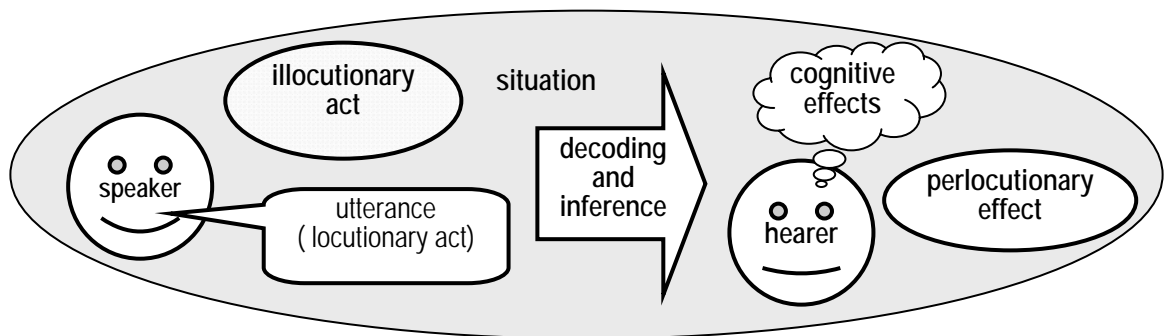 illocutionary
act
situation
speaker
utterance
( locutionary act)
decoding
and
inference
cognitive
effects
hearer
perlocutionary
effect